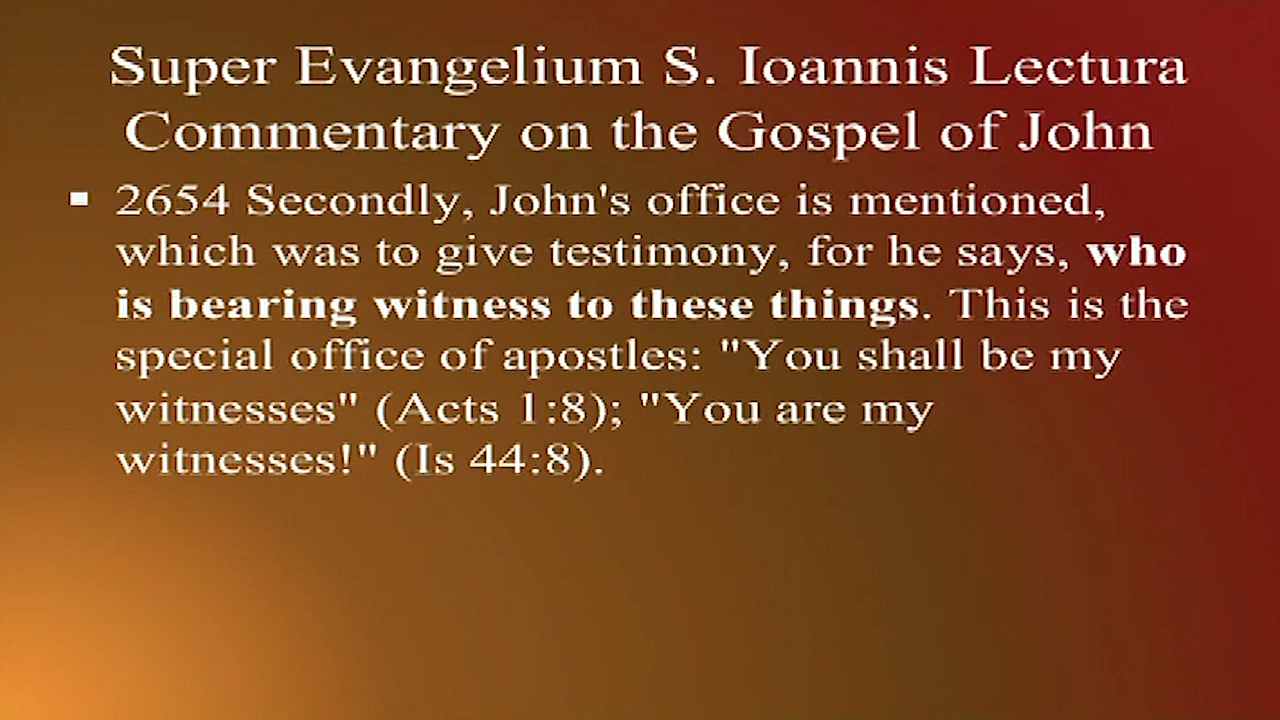 Super Evangelium S. Ioannis Lectura
Commentary on the Gospel of John
▪ 2654 Secondly, John's office is mentioned,
which was to give testimony, for he says, who
is bearing witness to these things. This is the
special office of apostles: "You shall be my
witnesses" (Acts 1:8); "You are my
witnesses!" (Is 44:8).